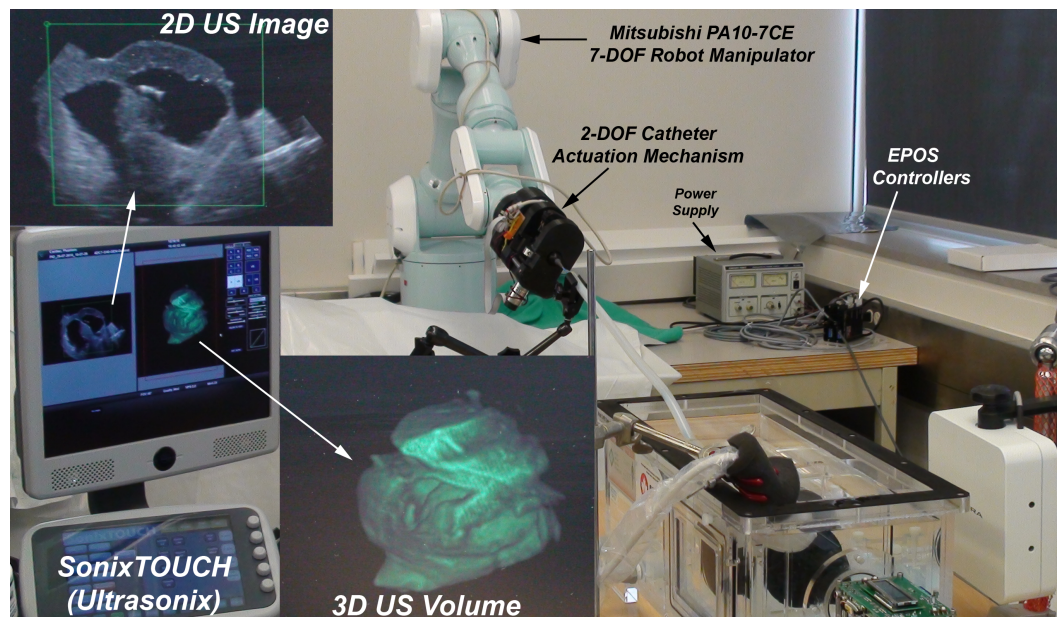 2D US Image
Mitsubishi PA10-7CE
7-DOF Robot Manipulator
2-DOF Catheter
Actuation Mechanism
EPOS
Controllers
Power
Supply
SonixTOUCH
(Ultrasonix)
3D US Volume